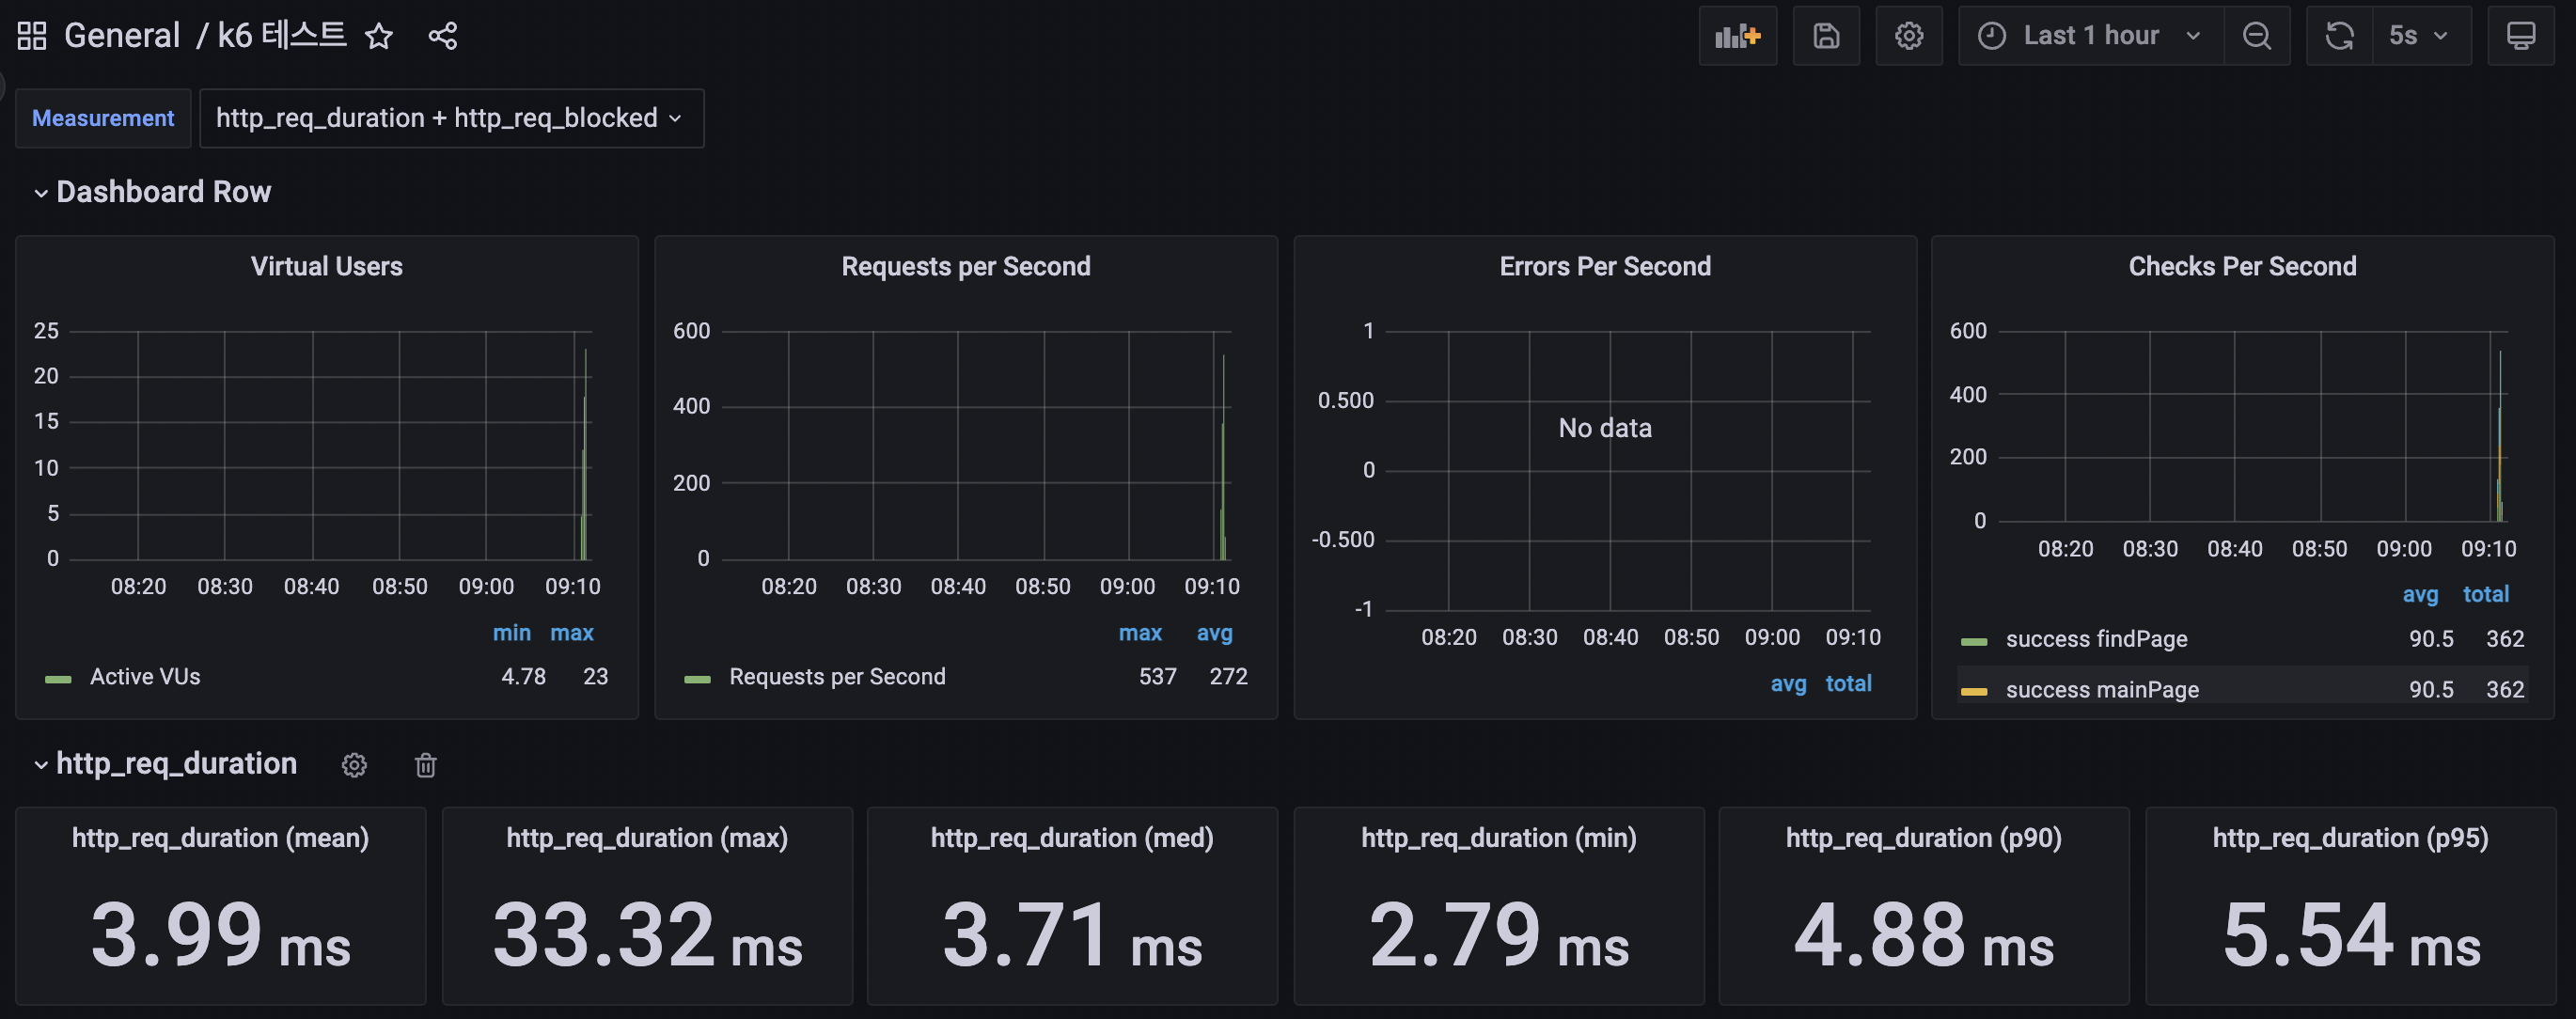 General / k6 테스트
Last 1 hour
5s
Measurement
http_req_duration + http_req_blocked
Dashboard Row
Virtual Users
25
20
15
10
5
0
08:20 08:30 08:40 08:50 09:00 09:10
min max
Active VUs 4.78 23
Requests per Second
600
400
200
0
08:20 08:30 08:40 08:50 09:00 09:10
max avg
Requests per Second 537 272
Errors Per Second
1
0.500
No data
0
-0.500
-1
08:20 08:30 08:40 08:50 09:00 09:10
avg total
Checks Per Second
600
400
200
0
08:20 08:30 08:40 08:50 09:00 09:10
avg total
success findPage 90.5 362
success mainPage 90.5 362
http_req_duration
http_req_duration (mean)
3.99 ms
http_req_duration (max)
33.32 ms
http_req_duration (med)
3.71 ms
http_req_duration (min)
2.79 ms
http_req_duration (p90)
4.88 ms
http_req_duration (p95)
5.54 ms